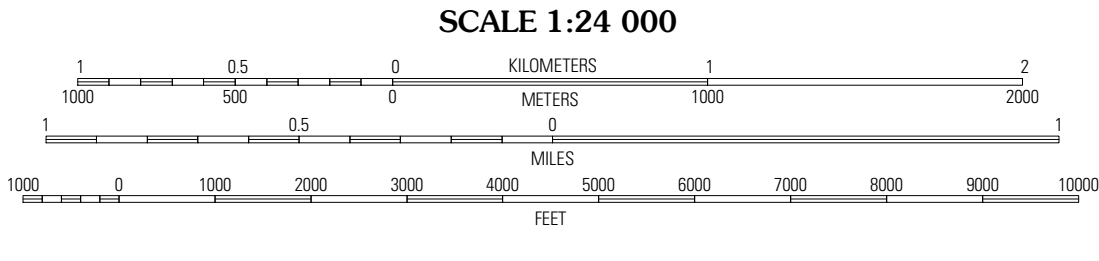 SCALE 1:24 000
1 0.5 0 KILOMETERS 1 2
1000 500 0 METERS 1000 2000
1 0.5 0 1
MILES
1000 0 1000 2000 3000 4000 5000 6000 7000 8000 9000 10000
FEET